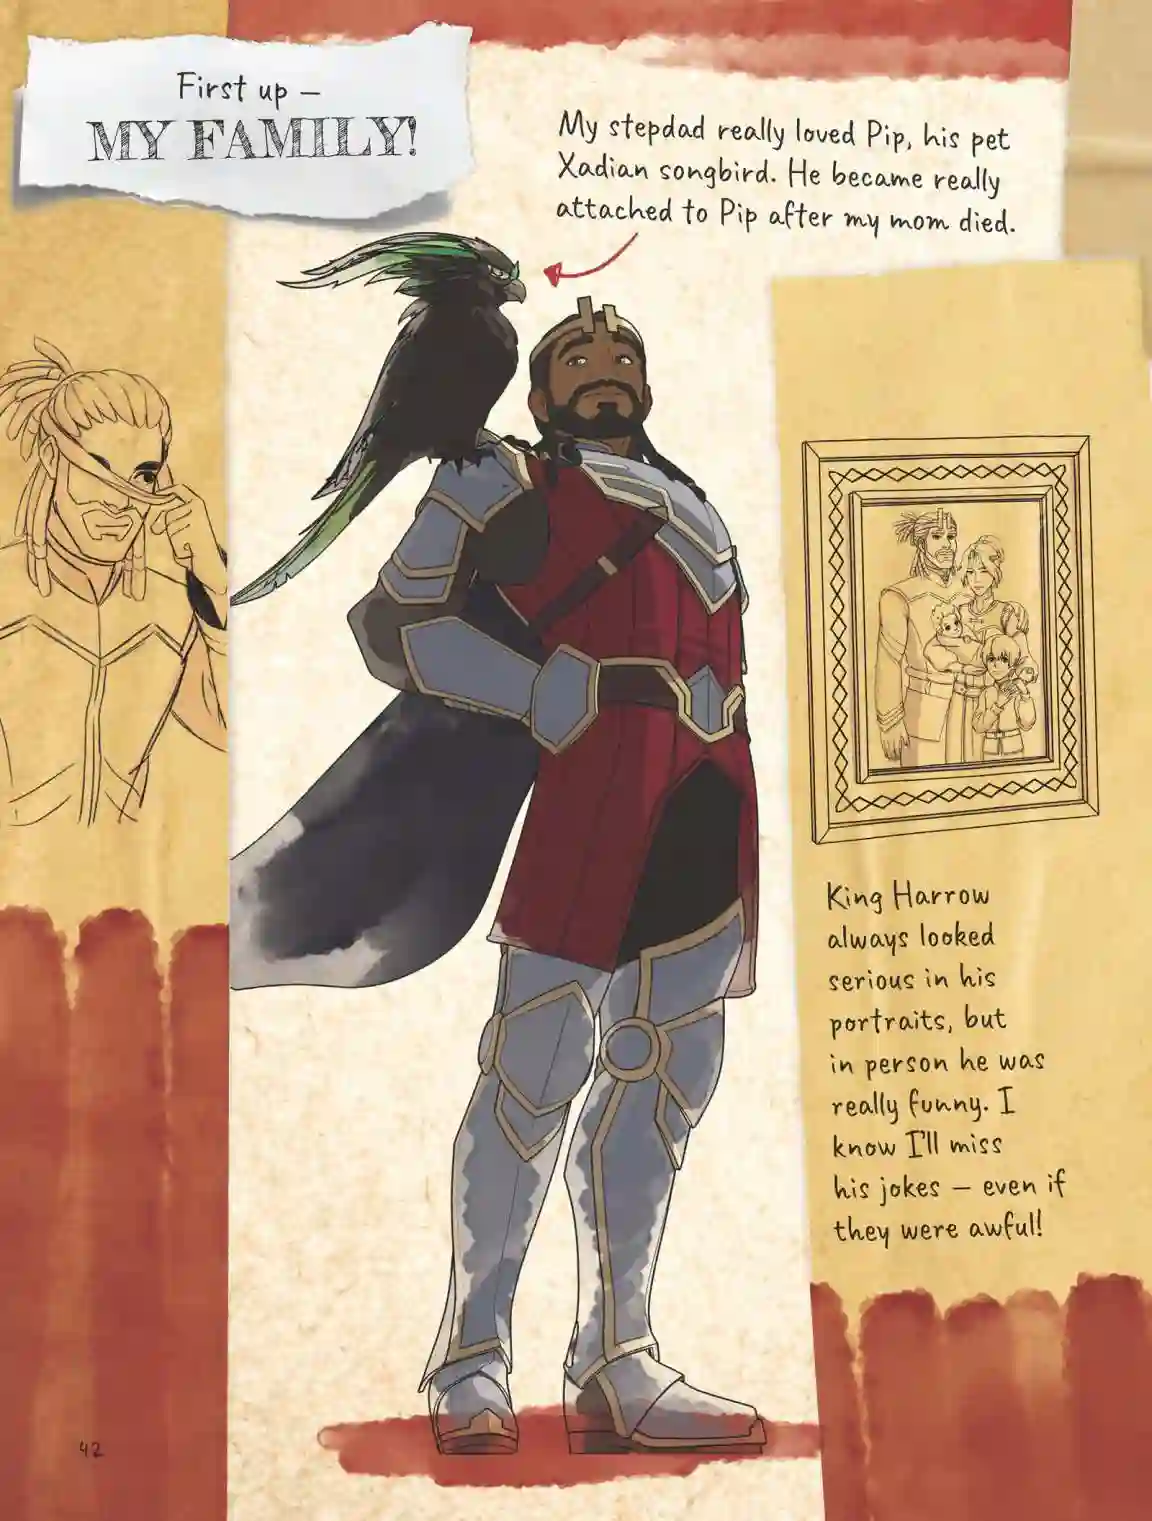 First up –
MY FAMILY!
My stepdad really loved Pip, his pet
Xadian songbird. He became really
attached to Pip after my mom died.
King Harrow
always looked
serious in his
portraits, but
in person he was
really funny. I
know I'll miss
his jokes – even if
they were awful!
42